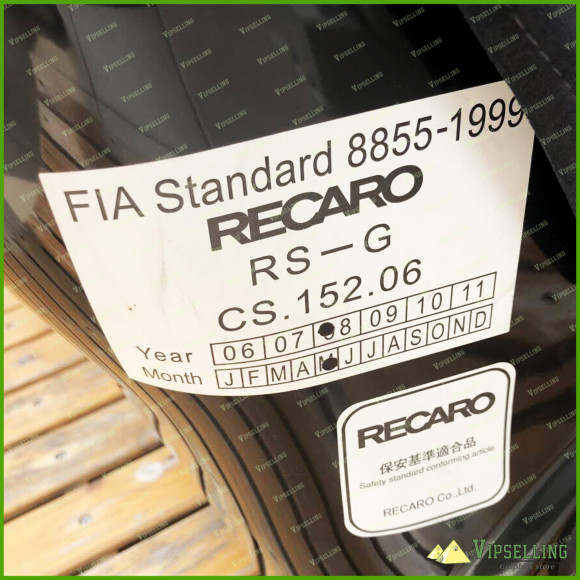 FIA Standard 8855-1999
RECARO
RS-G
CS.152.06
Year 06 07 08 09 10 11
Month J F M A M J J A S O N D
RECARO
保安基準適合品
Safety standard conforming article
RECARO Co.,Ltd.
VIPSELLING